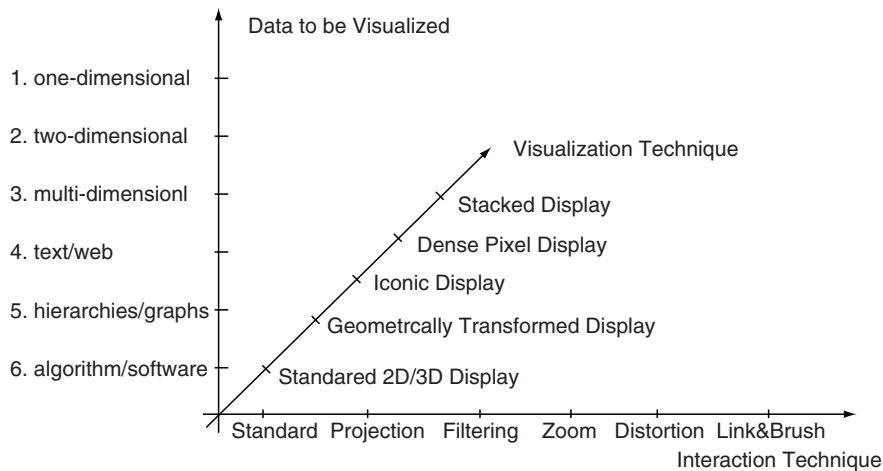 Data to be Visualized
1. one-dimensional
2. two-dimensional
Visualization Technique
3. multi-dimensionl
Stacked Display
Dense Pixel Display
4. text/web
Iconic Display
5. hierarchies/graphs
Geometrcally Transformed Display
6. algorithm/software
Standared 2D/3D Display
Standard Projection Filtering Zoom Distortion Link&Brush
Interaction Technique